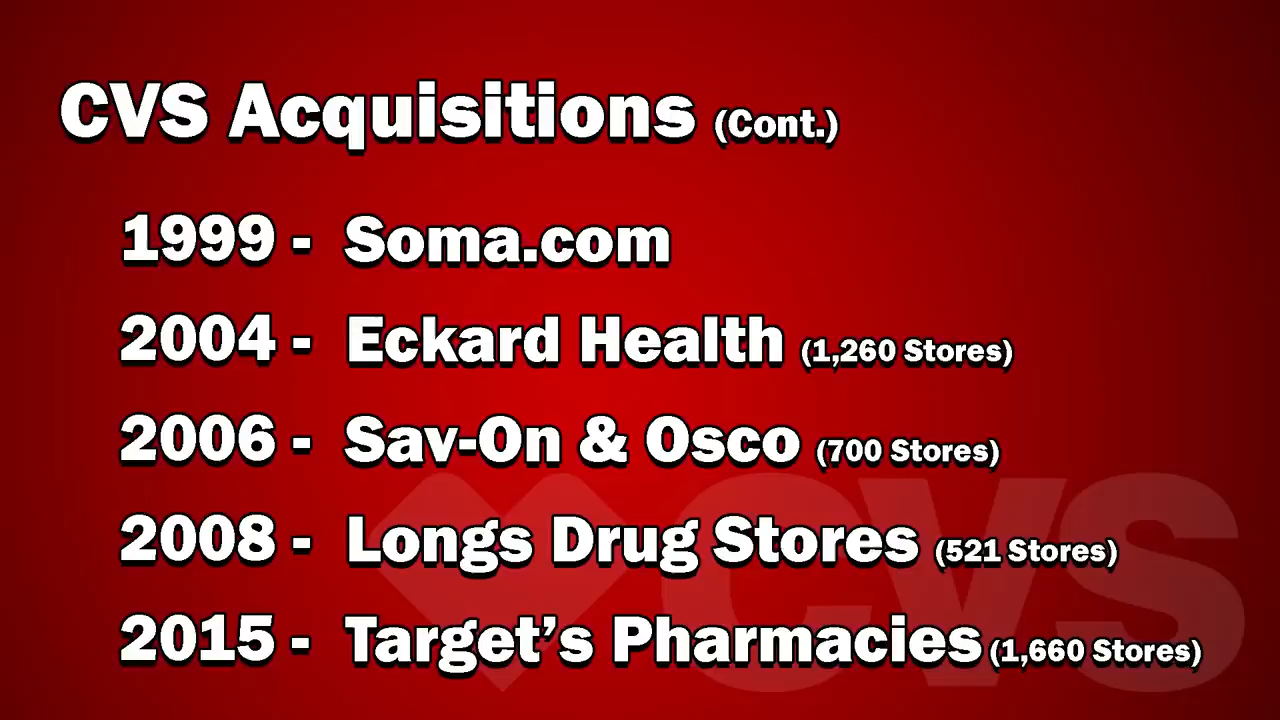 CVS Acquisitions (Cont.)
1999 - Soma.com
2004 - Eckard Health (1,260 Stores)
2006 - Sav-On & Osco (700 Stores)
2008 - Longs Drug Stores (521 Stores)
2015 - Target’s Pharmacies (1,660 Stores)
CVS